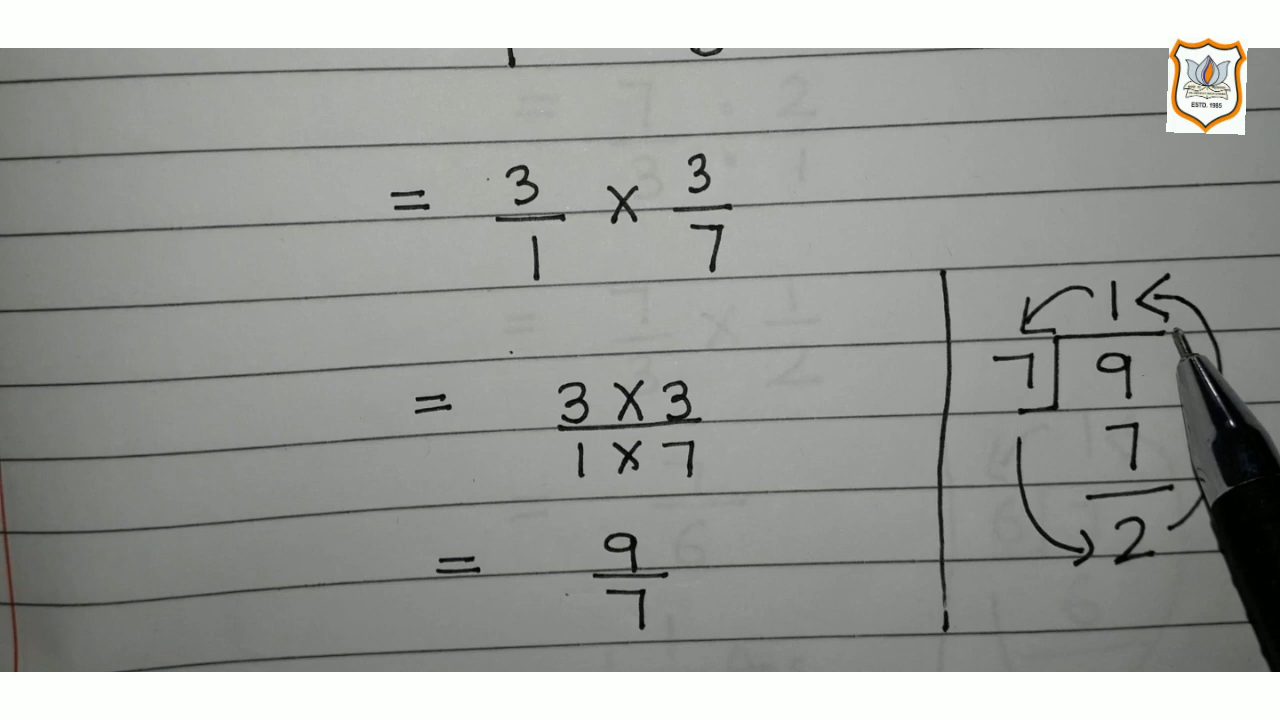 = 3/1 × 3/7
= 3 × 3 / 1 × 7
= 9/7
1
7 9
7
2
ESTD. 1985